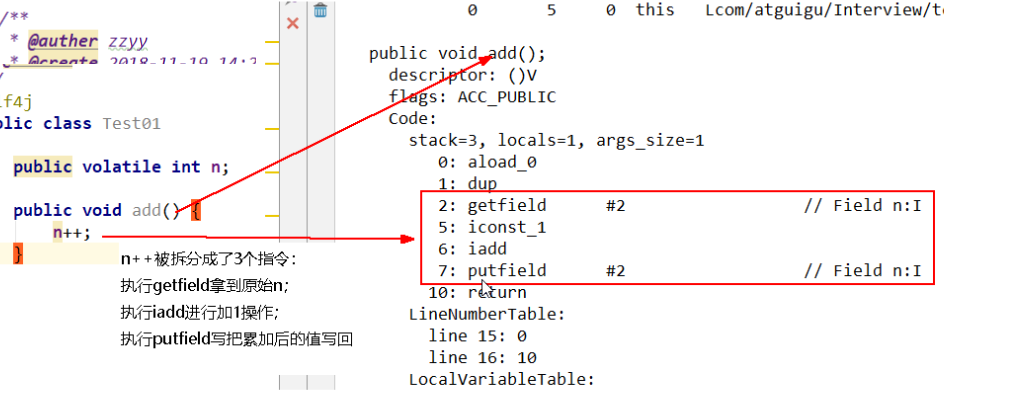 /**
* @auther zzyy
* @create 2018-11-19 14:2
/
lf4j
blic class Test01
public volatile int n;
public void add() {
n++;
}
n++被拆分成了3个指令：
执行getfield拿到原始n；
执行iadd进行加1操作；
执行putfield写把累加后的值写回
0 5 0 this Lcom/atguigu/Interview/te
public void add();
descriptor: ()V
flags: ACC_PUBLIC
Code:
stack=3, locals=1, args_size=1
0: aload_0
1: dup
2: getfield #2 // Field n:I
5: iconst_1
6: iadd
7: putfield #2 // Field n:I
10: return
LineNumberTable:
line 15: 0
line 16: 10
LocalVariableTable: